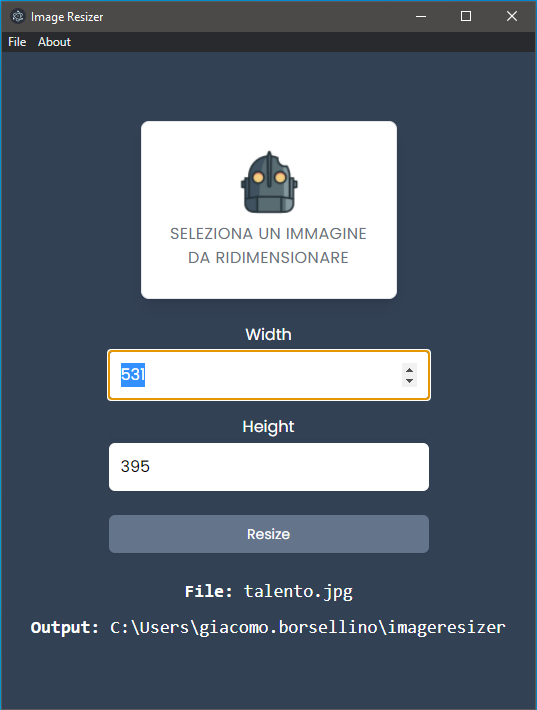 Image Resizer
File About
SELEZIONA UN IMMAGINE
DA RIDIMENSIONARE
Width
531
Height
395
Resize
File: talento.jpg
Output: C:\Users\giacomo.borsellino\imageresizer